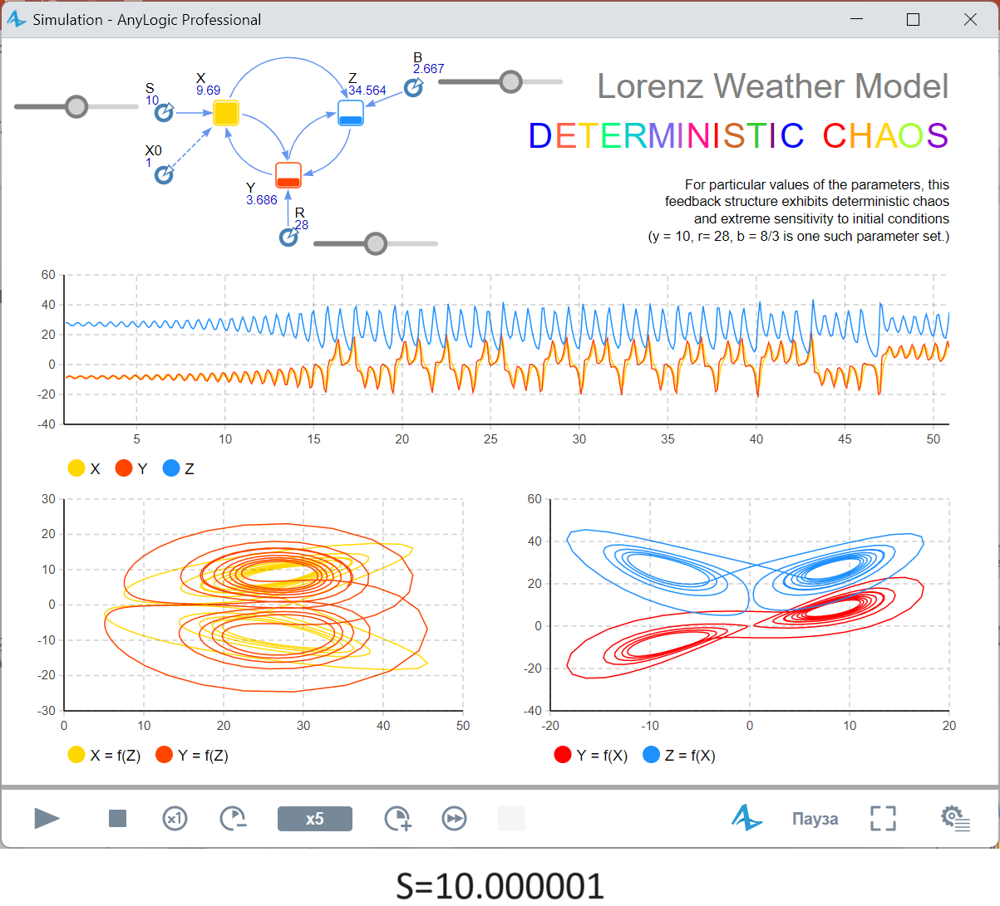 Simulation - AnyLogic Professional
B
2.667
X
9.69
Z
34.564
S
10
Lorenz Weather Model
DETERMINISTIC CHAOS
X0
1
Y
3.686
R
28
For particular values of the parameters, this
feedback structure exhibits deterministic chaos
and extreme sensitivity to initial conditions
(y = 10, r= 28, b = 8/3 is one such parameter set.)
60
40
20
0
-20
-40
5 10 15 20 25 30 35 40 45 50
X Y Z
30
20
10
0
-10
-20
-30
0 10 20 30 40 50
X = f(Z) Y = f(Z)
60
40
20
0
-20
-40
-20 -10 0 10 20
Y = f(X) Z = f(X)
x1 x5 Пауза
S=10.000001